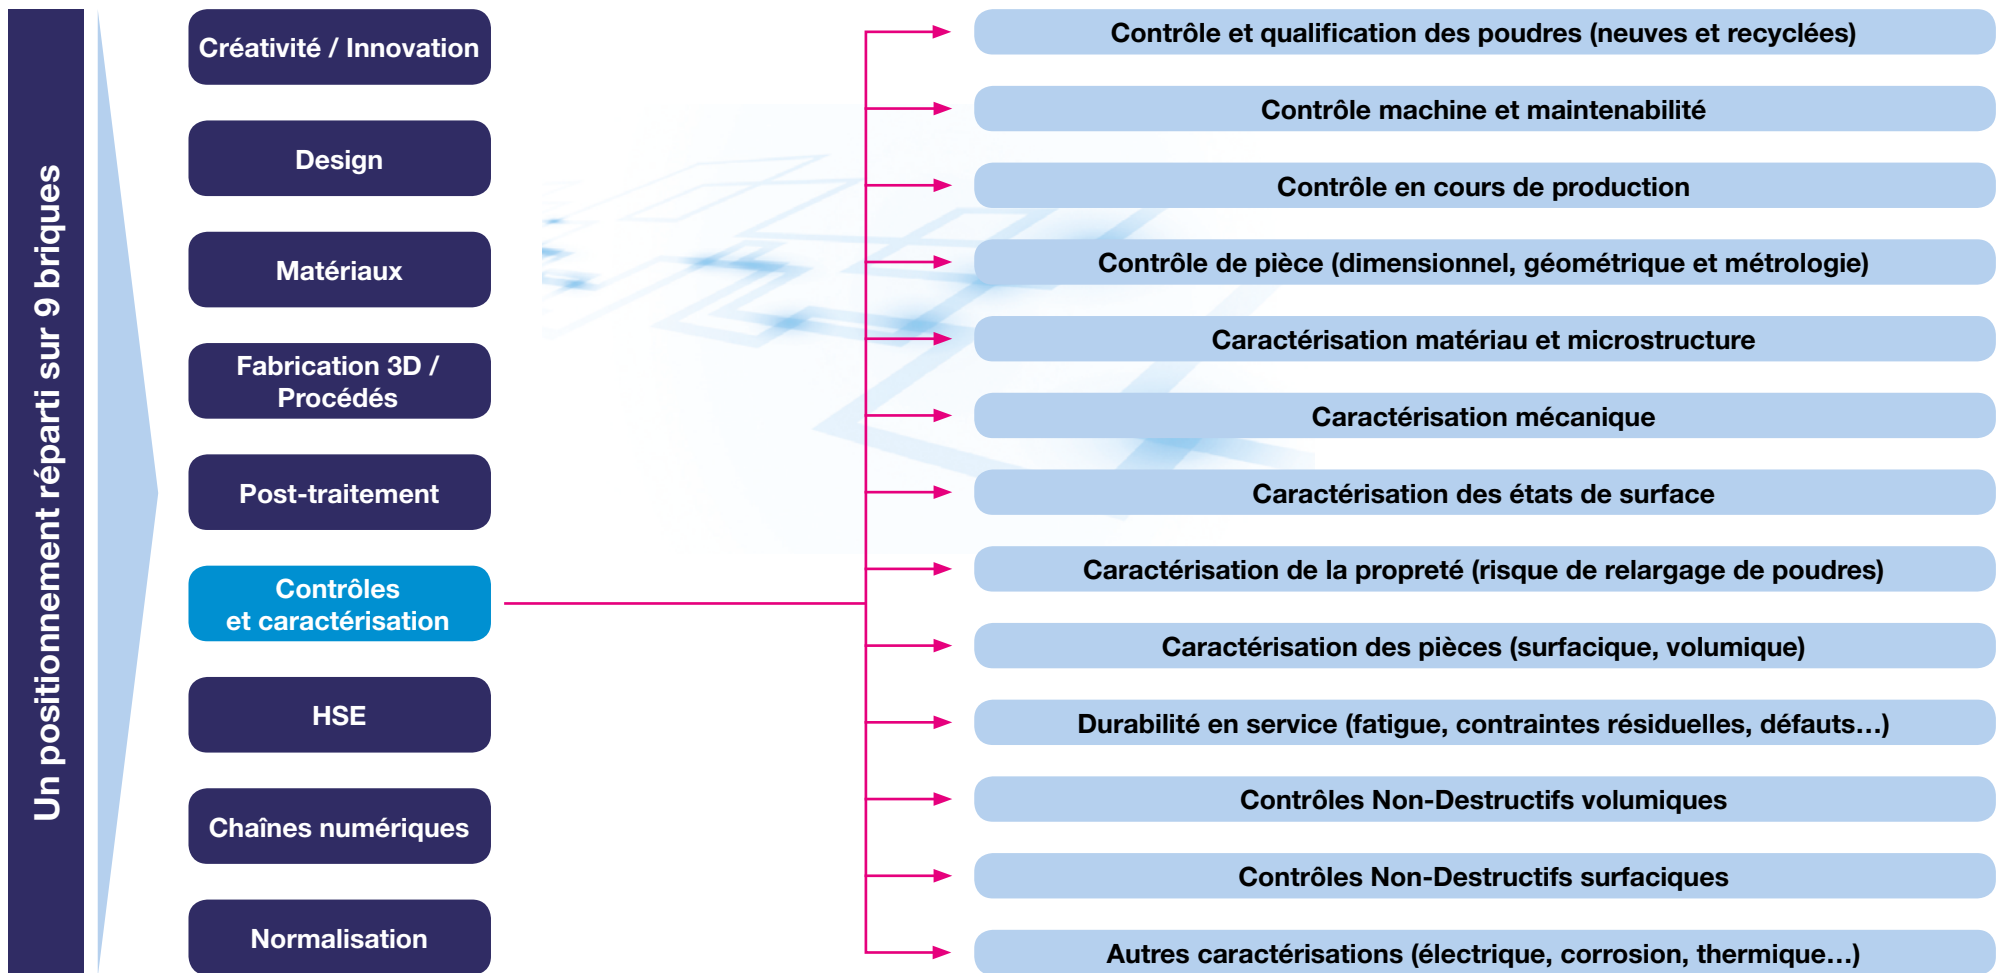 Un positionnement réparti sur 9 briques
Créativité / Innovation
Design
Matériaux
Fabrication 3D /
Procédés
Post-traitement
Contrôles
et caractérisation
HSE
Chaînes numériques
Normalisation
Contrôle et qualification des poudres (neuves et recyclées)
Contrôle machine et maintenabilité
Contrôle en cours de production
Contrôle de pièce (dimensionnel, géométrique et métrologie)
Caractérisation matériau et microstructure
Caractérisation mécanique
Caractérisation des états de surface
Caractérisation de la propreté (risque de relargage de poudres)
Caractérisation des pièces (surfacique, volumique)
Durabilité en service (fatigue, contraintes résiduelles, défauts…)
Contrôles Non-Destructifs volumiques
Contrôles Non-Destructifs surfaciques
Autres caractérisations (électrique, corrosion, thermique…)